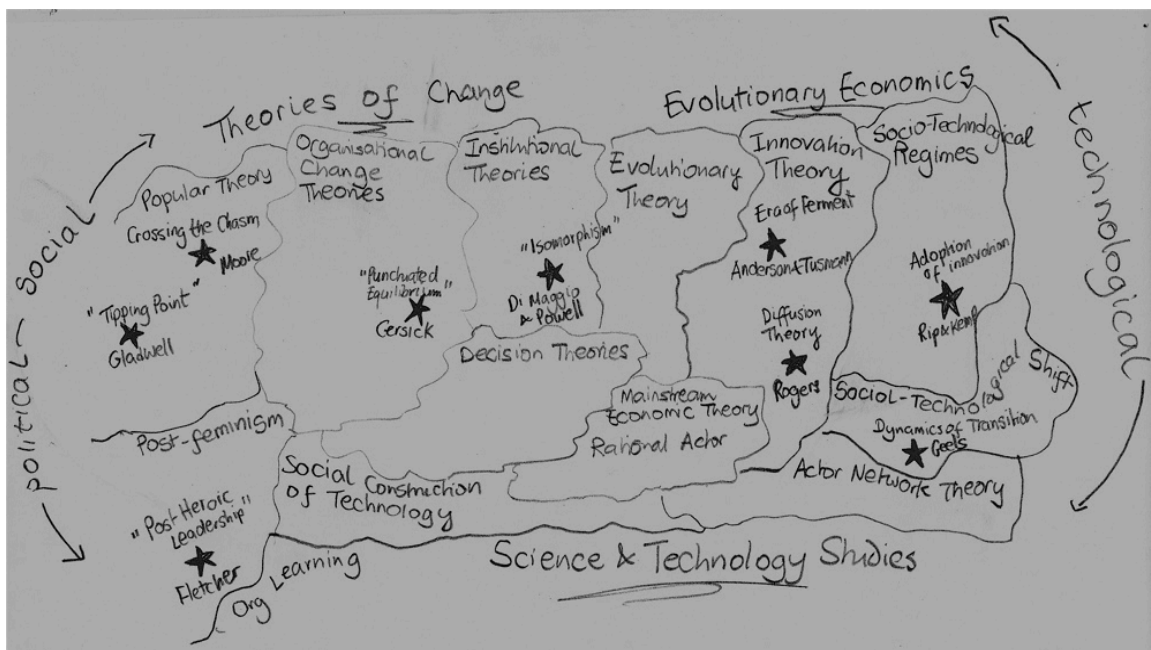 Theories of Change
Evolutionary Economics
political - Social
technological
Popular Theory
Crossing the Chasm
Moore
"Tipping Point"
Gladwell
Organisational
Change
Theories
"Punctuated
Equilibrium"
Gersick
Institutional
Theories
"Isomorphism"
Di Maggio
& Powell
Evolutionary
Theory
Innovation
Theory
Era of Ferment
Anderson & Tusmann
Diffusion
Theory
Rogers
Socio-Technological
Regimes
Adoption
of innovation
Rip & Kemp
Decision Theories
Mainstream
Economic Theory
Rational Actor
Sociol-Technological Shift
Dynamics of Transition
Geels
Actor Network Theory
Post-feminism
"Post Heroic
Leadership"
Fletcher
Social Construction
of Technology
Org Learning
Science & Technology Studies